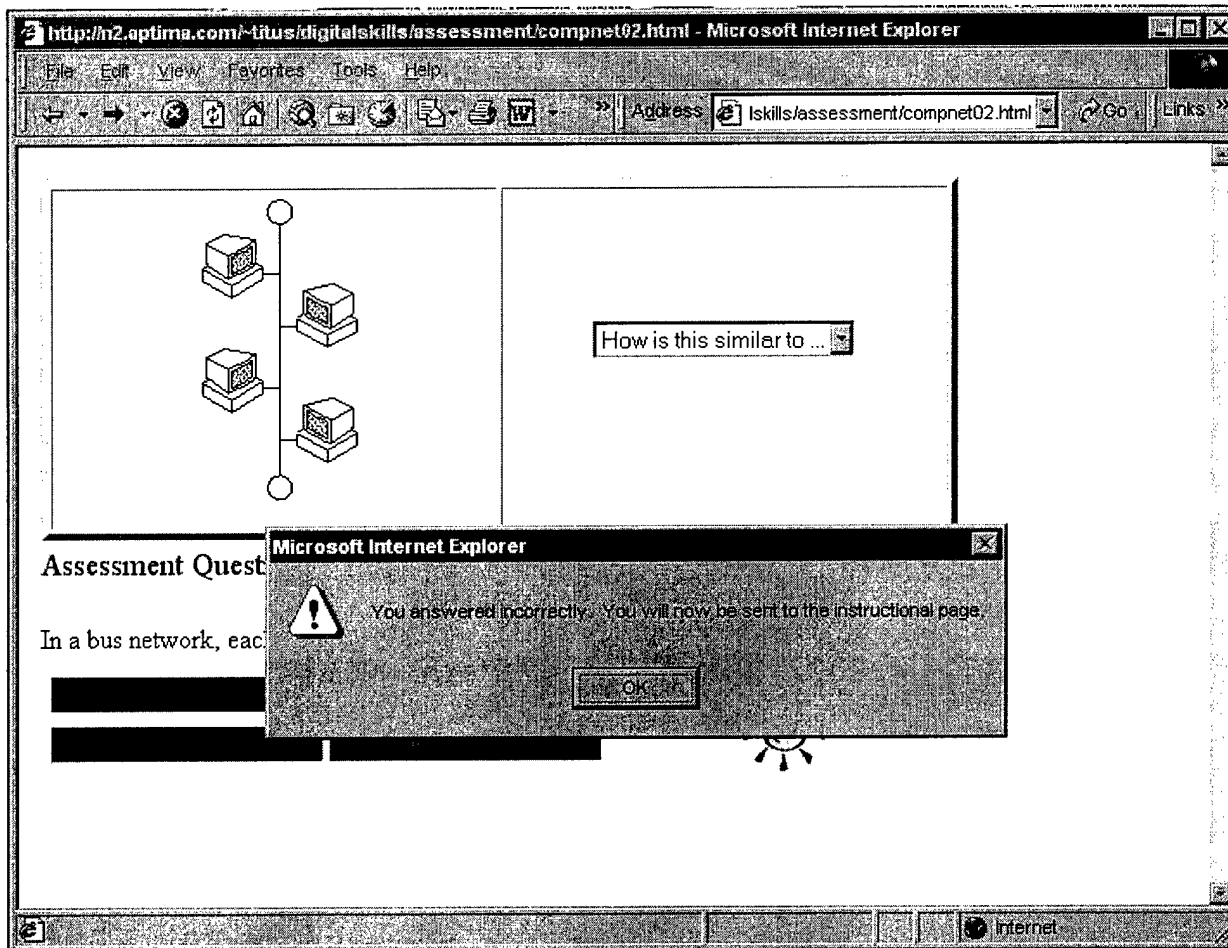 http://n2.aptima.com/~titus/digitalskills/assessment/compnet02.html - Microsoft Internet Explorer
File Edit View Favorites Tools Help
Address lskills/assessment/compnet02.html Go Links »
How is this similar to ...
Microsoft Internet Explorer
Assessment Quest
You answered incorrectly. You will now be sent to the instructional page.
In a bus network, eac
OK
Internet